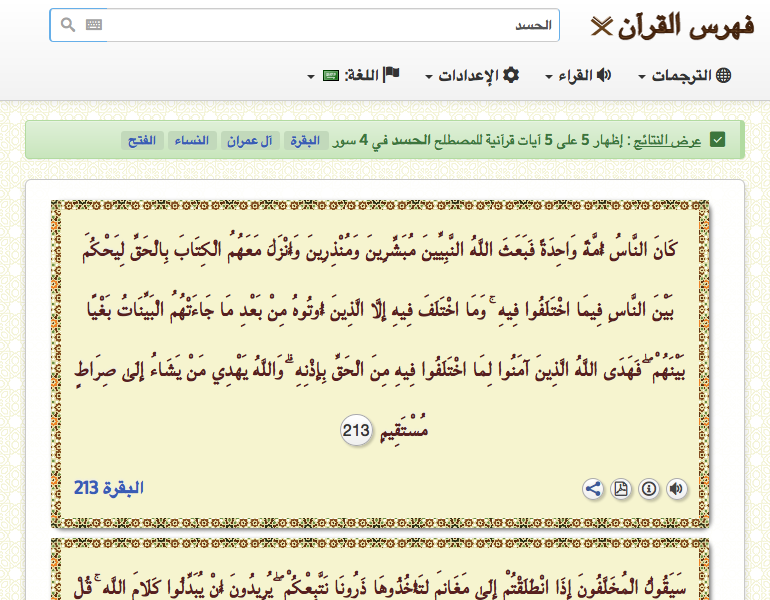 فهرس القرآن
الحسد
الترجمات
القراء
الإعدادات
اللغة:
عرض النتائج : إظهار 5 على 5 آيات قرآنية للمصطلح الحسد في 4 سور البقرة آل عمران النساء الفتح
كَانَ النَّاسُ أُمَّةً وَاحِدَةً فَبَعَثَ اللَّهُ النَّبِيِّينَ مُبَشِّرِينَ وَمُنْذِرِينَ وَأَنْزَلَ مَعَهُمُ الْكِتَابَ بِالْحَقِّ لِيَحْكُمَ
بَيْنَ النَّاسِ فِيمَا اخْتَلَفُوا فِيهِ ۚ وَمَا اخْتَلَفَ فِيهِ إِلَّا الَّذِينَ أُوتُوهُ مِنْ بَعْدِ مَا جَاءَتْهُمُ الْبَيِّنَاتُ بَغْيًا
بَيْنَهُمْ ۖ فَهَدَى اللَّهُ الَّذِينَ آمَنُوا لِمَا اخْتَلَفُوا فِيهِ مِنَ الْحَقِّ بِإِذْنِهِ ۗ وَاللَّهُ يَهْدِي مَنْ يَشَاءُ إِلَىٰ صِرَاطٍ
مُسْتَقِيمٍ 213
البقرة 213
سَيَقُولُ الْمُخَلَّفُونَ إِذَا انْطَلَقْتُمْ إِلَىٰ مَغَانِمَ لِتَأْخُذُوهَا ذَرُونَا نَتَّبِعْكُمْ ۖ يُرِيدُونَ أَنْ يُبَدِّلُوا كَلَامَ اللَّهِ ۚ قُلْ